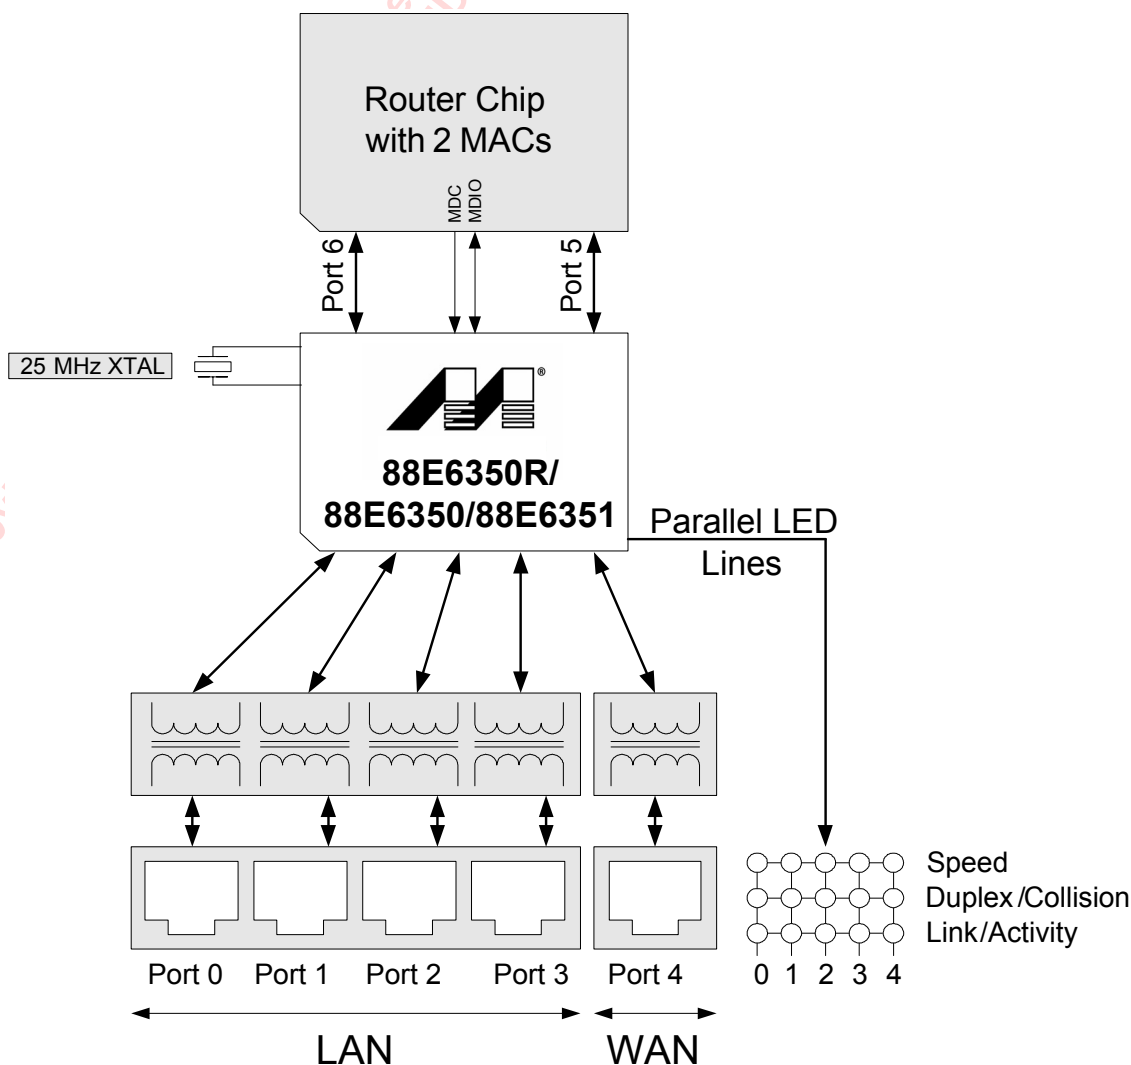 Router Chip
with 2 MACs
MDC
MDIO
Port 6
Port 5
25 MHz XTAL
®
88E6350R/
88E6350/88E6351
Parallel LED
Lines
Speed
Duplex/Collision
Link/Activity
Port 0 Port 1 Port 2 Port 3 Port 4 0 1 2 3 4
LAN WAN